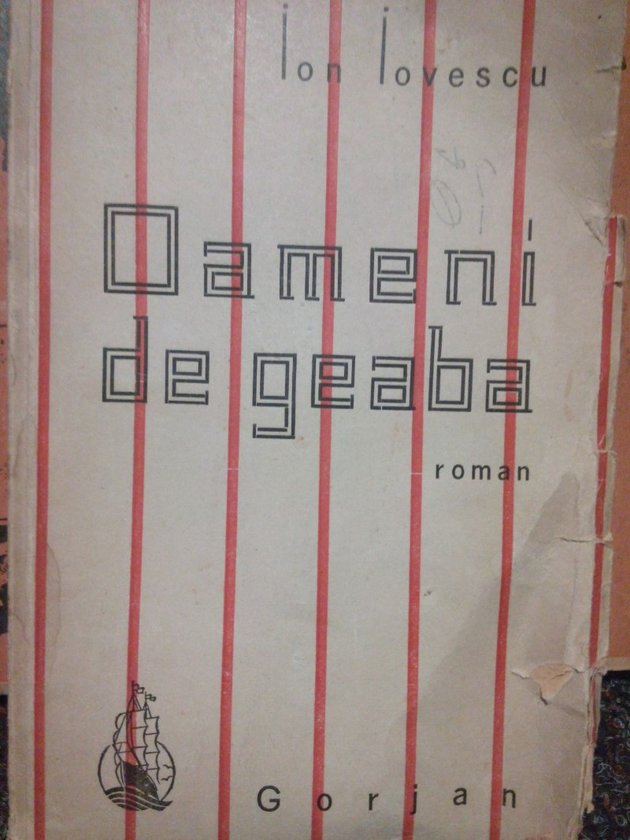 Ion Iovescu
Oameni
de geaba
roman
Gorjan